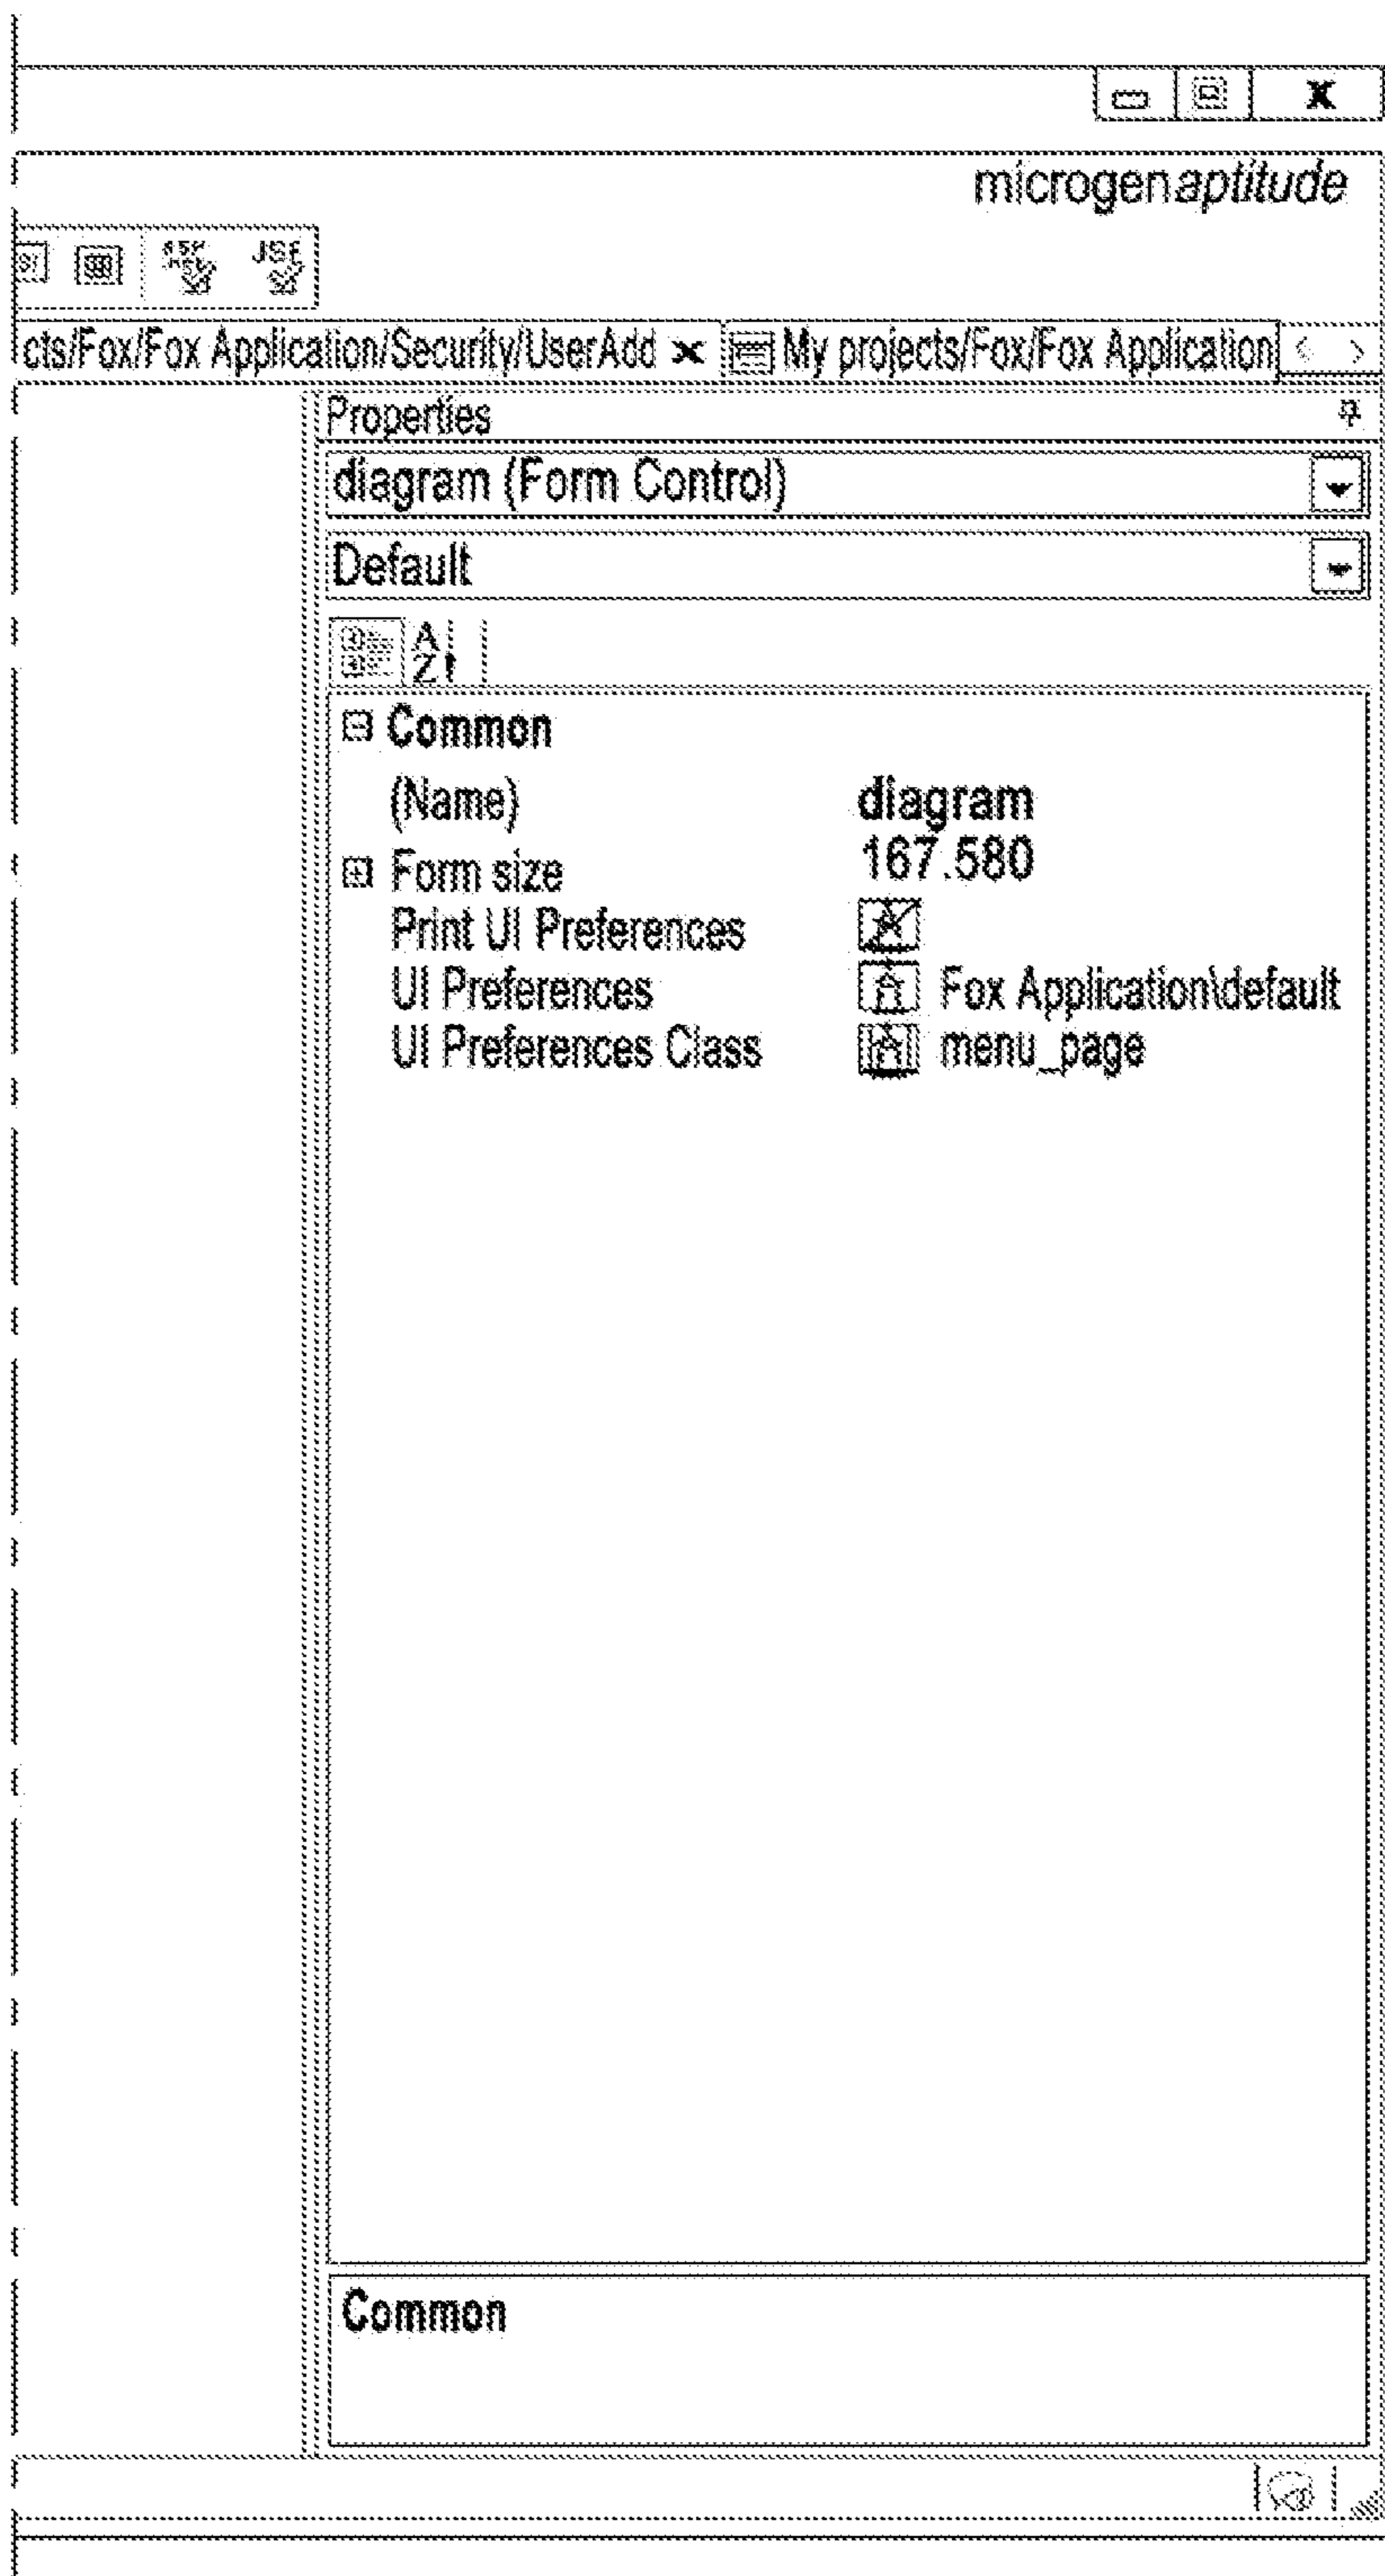 microgenaptitude
JSF
cts/Fox/Fox Application/Security/UserAdd My projects/Fox/Fox Application
Properties
diagram (Form Control)
Default
A
Z
Common
(Name) diagram
Form size 167.580
Print UI Preferences
UI Preferences Fox Application\default
UI Preferences Class menu_page
Common